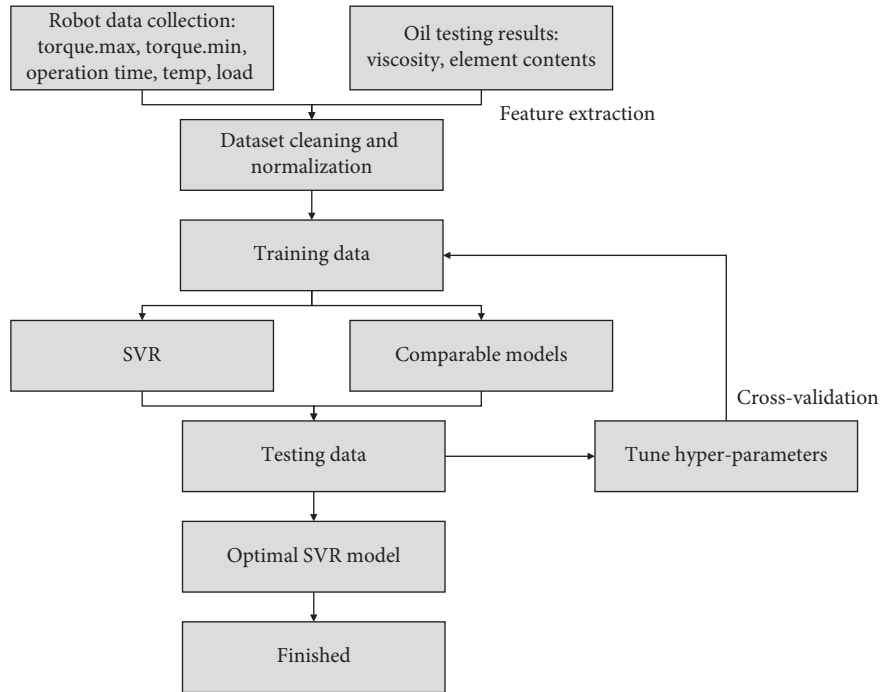 Robot data collection:
torque.max, torque.min,
operation time, temp, load
Oil testing results:
viscosity, element contents
Feature extraction
Dataset cleaning and
normalization
Training data
SVR
Comparable models
Cross-validation
Testing data
Tune hyper-parameters
Optimal SVR model
Finished